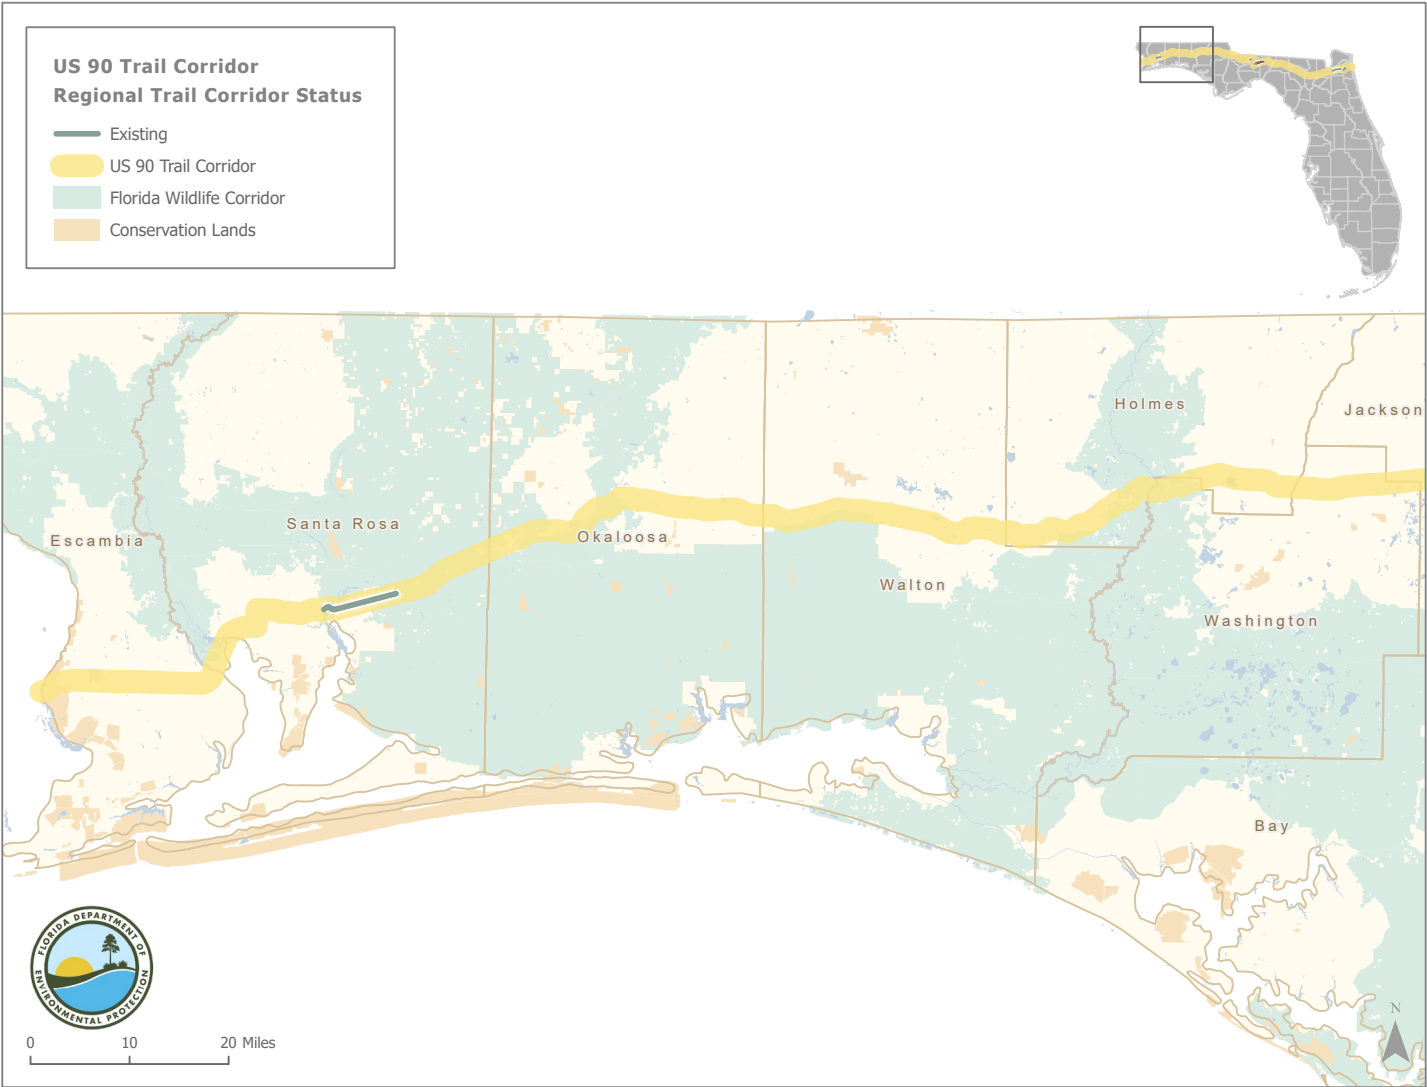 US 90 Trail Corridor
Regional Trail Corridor Status
Existing
US 90 Trail Corridor
Florida Wildlife Corridor
Conservation Lands
Holmes
Jackson
Santa Rosa
Escambia
Okaloosa
Walton
Washington
Bay
FLORIDA DEPARTMENT OF
ENVIRONMENTAL PROTECTION
N
0 10 20 Miles